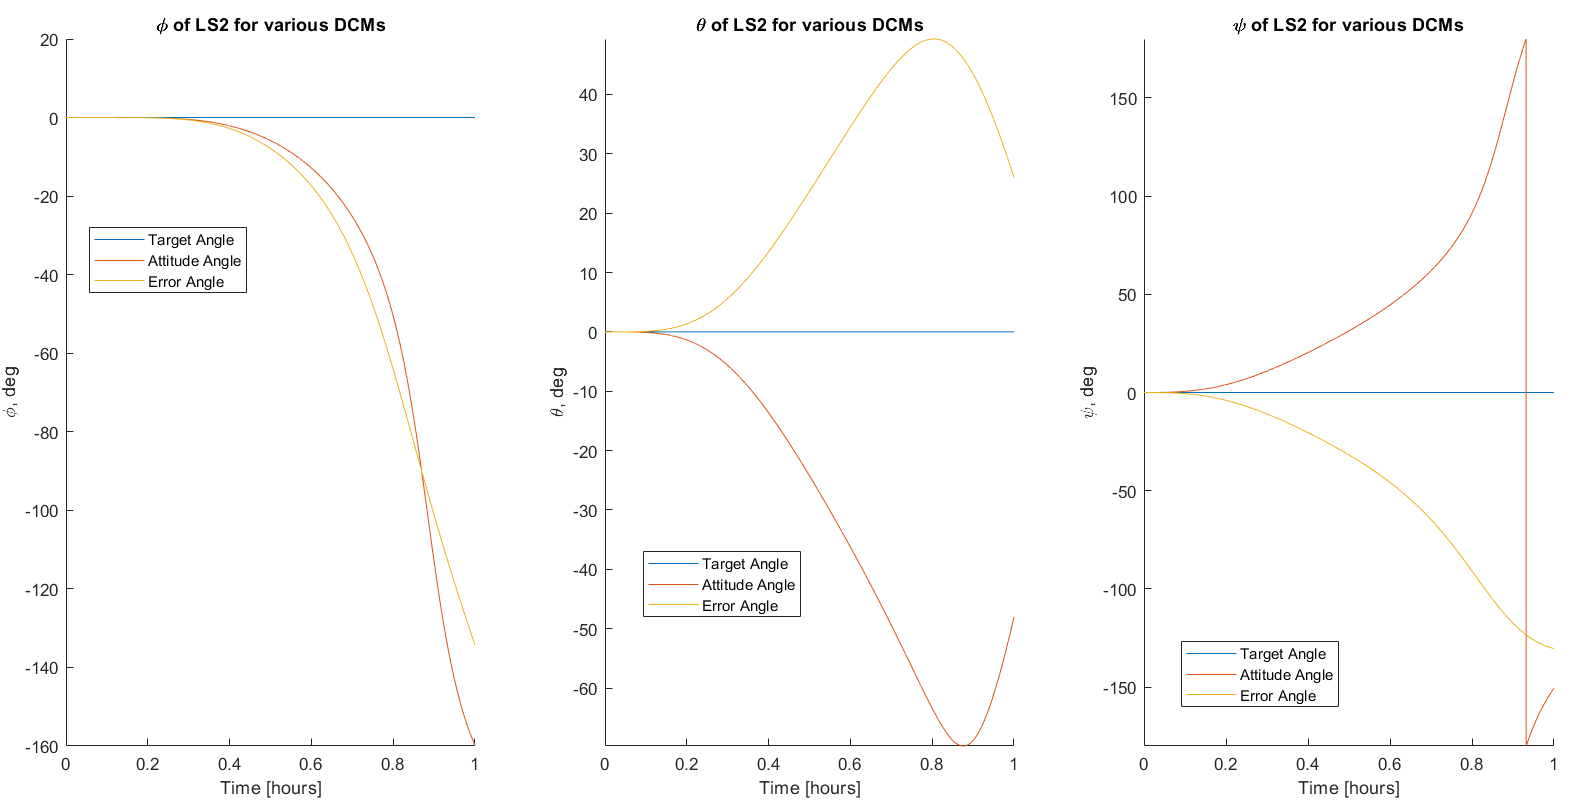 ϕ of LS2 for various DCMs
20
0
-20
-40
-60
-80
-100
-120
-140
-160
ϕ, deg
Target Angle
Attitude Angle
Error Angle
0 0.2 0.4 0.6 0.8 1
Time [hours]
θ of LS2 for various DCMs
40
30
20
10
0
-10
-20
-30
-40
-50
-60
θ, deg
Target Angle
Attitude Angle
Error Angle
0 0.2 0.4 0.6 0.8 1
Time [hours]
ψ of LS2 for various DCMs
150
100
50
0
-50
-100
-150
ψ, deg
Target Angle
Attitude Angle
Error Angle
0 0.2 0.4 0.6 0.8 1
Time [hours]